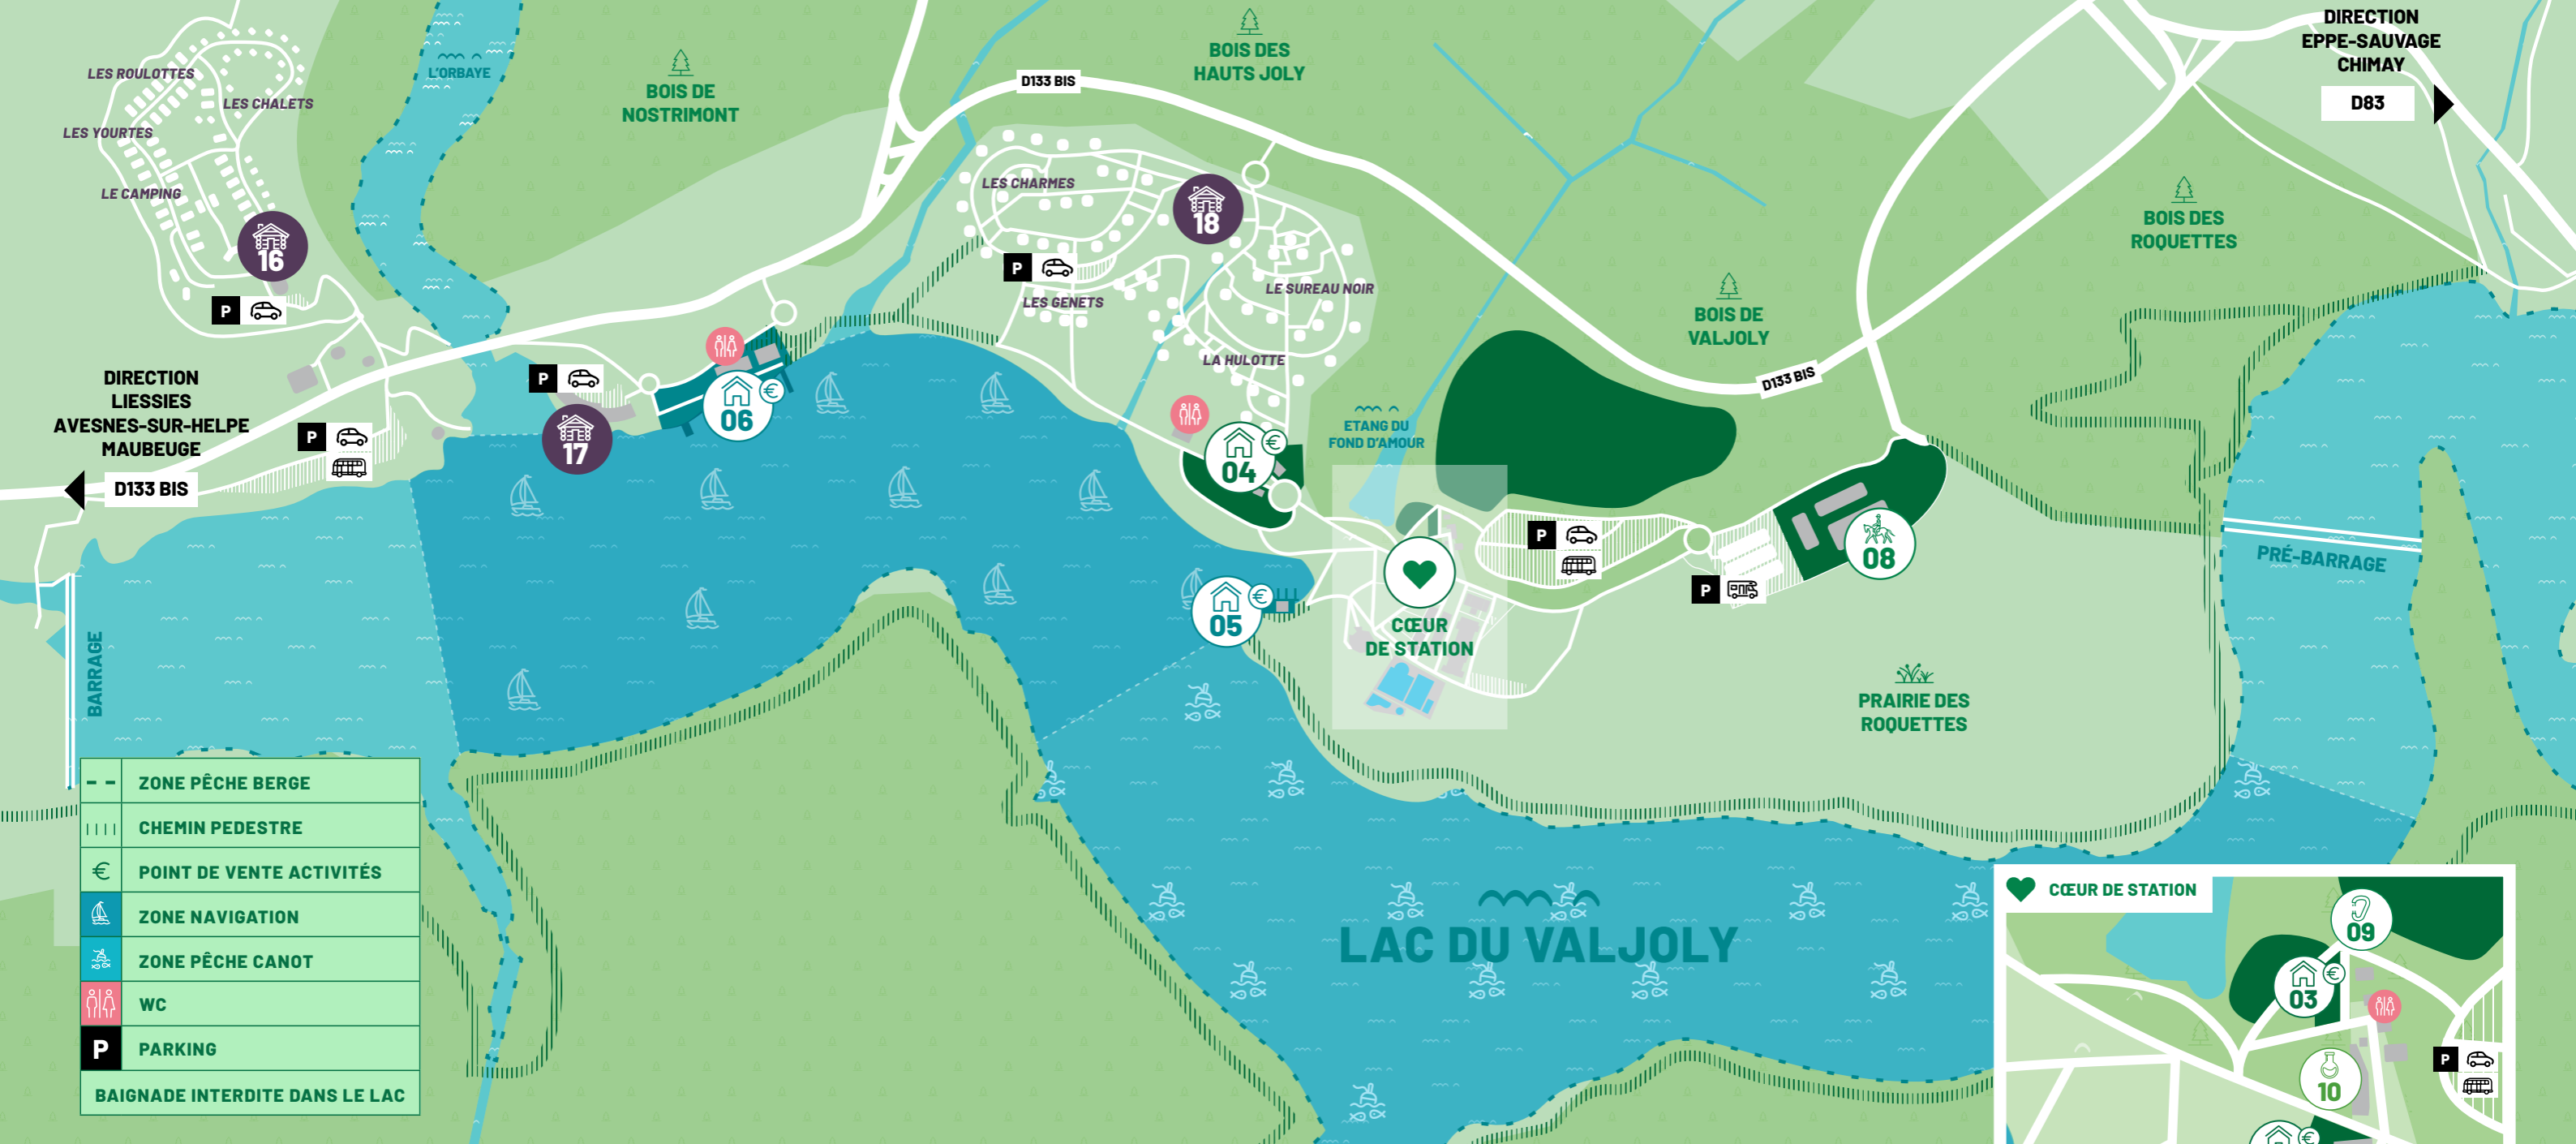 LES ROULOTTES
LES CHALETS
LES YOURTES
LE CAMPING
16
P
L'ORBAYE
BOIS DE
NOSTRIMONT
D133 BIS
BOIS DES
HAUTS JOLY
DIRECTION
EPPE-SAUVAGE
CHIMAY
D83
LES CHARMES
18
P
LES GENETS
LE SUREAU NOIR
LA HULOTTE
BOIS DES
ROQUETTES
BOIS DE
VALJOLY
D133 BIS
DIRECTION
LIESSIES
AVESNES-SUR-HELPE
MAUBEUGE
D133 BIS
P
P
17
06
€
04
€
ETANG DU
FOND D'AMOUR
05
€
CŒUR
DE STATION
P
P
08
PRÉ-BARRAGE
PRAIRIE DES
ROQUETTES
BARRAGE
LAC DU VALJOLY
ZONE PÊCHE BERGE
CHEMIN PEDESTRE
€ POINT DE VENTE ACTIVITÉS
ZONE NAVIGATION
ZONE PÊCHE CANOT
WC
P PARKING
BAIGNADE INTERDITE DANS LE LAC
CŒUR DE STATION
09
03
€
10
P
€